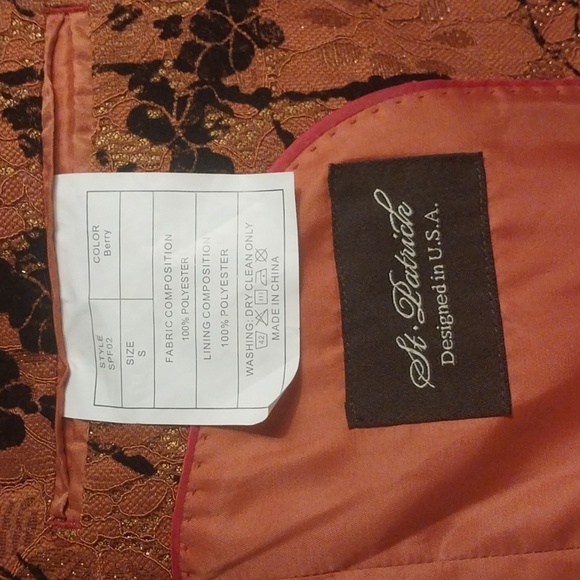 STYLE
SPF02
COLOR
Berry
SIZE
S
FABRIC COMPOSITION
100% POLYESTER
LINING COMPOSITION
100% POLYESTER
WASHING: DRY CLEAN ONLY
42
MADE IN CHINA
St. Patrick
Designed in U.S.A.